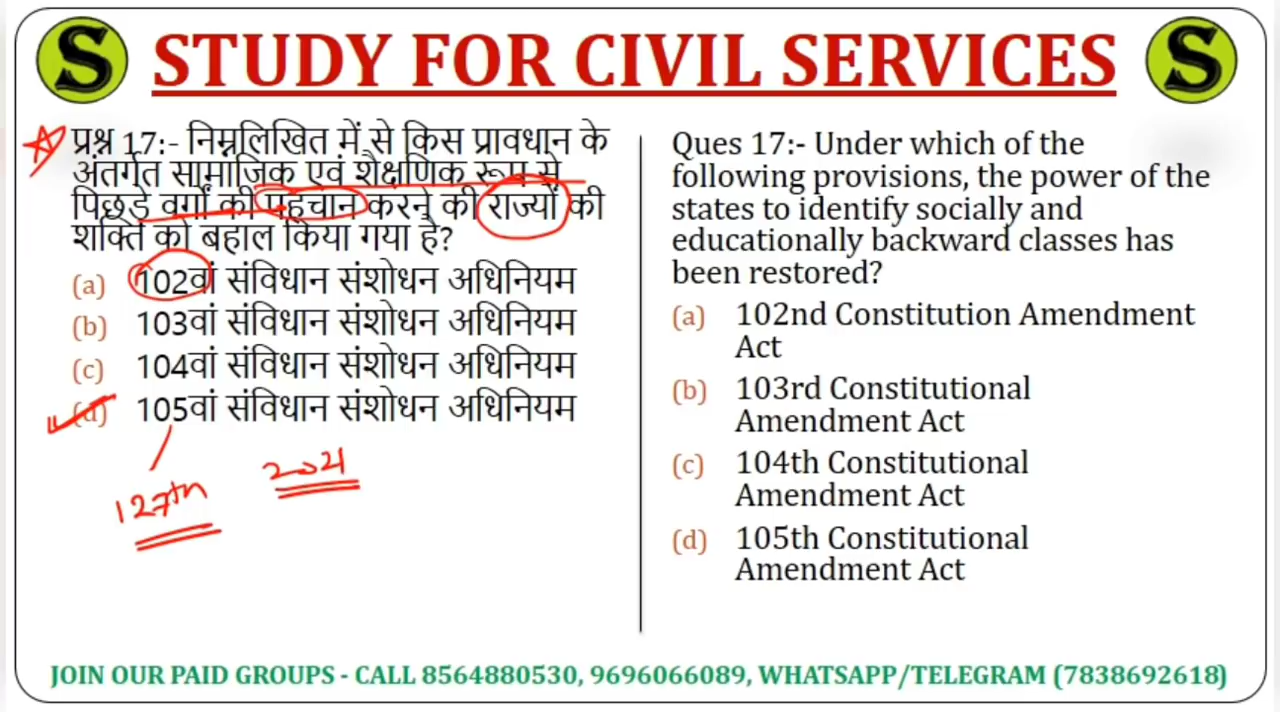 S
STUDY FOR CIVIL SERVICES
S
प्रश्न 17:- निम्नलिखित में से किस प्रावधान के
अंतर्गत सामाजिक एवं शैक्षणिक रूप से
पिछड़े वर्गों की पहचान करने की राज्यों की
शक्ति को बहाल किया गया है?
(a) 102वां संविधान संशोधन अधिनियम
(b) 103वां संविधान संशोधन अधिनियम
(c) 104वां संविधान संशोधन अधिनियम
(d) 105वां संविधान संशोधन अधिनियम
127th
2021
Ques 17:- Under which of the
following provisions, the power of the
states to identify socially and
educationally backward classes has
been restored?
(a) 102nd Constitution Amendment
Act
(b) 103rd Constitutional
Amendment Act
(c) 104th Constitutional
Amendment Act
(d) 105th Constitutional
Amendment Act
JOIN OUR PAID GROUPS - CALL 8564880530, 9696066089, WHATSAPP/TELEGRAM (7838692618)